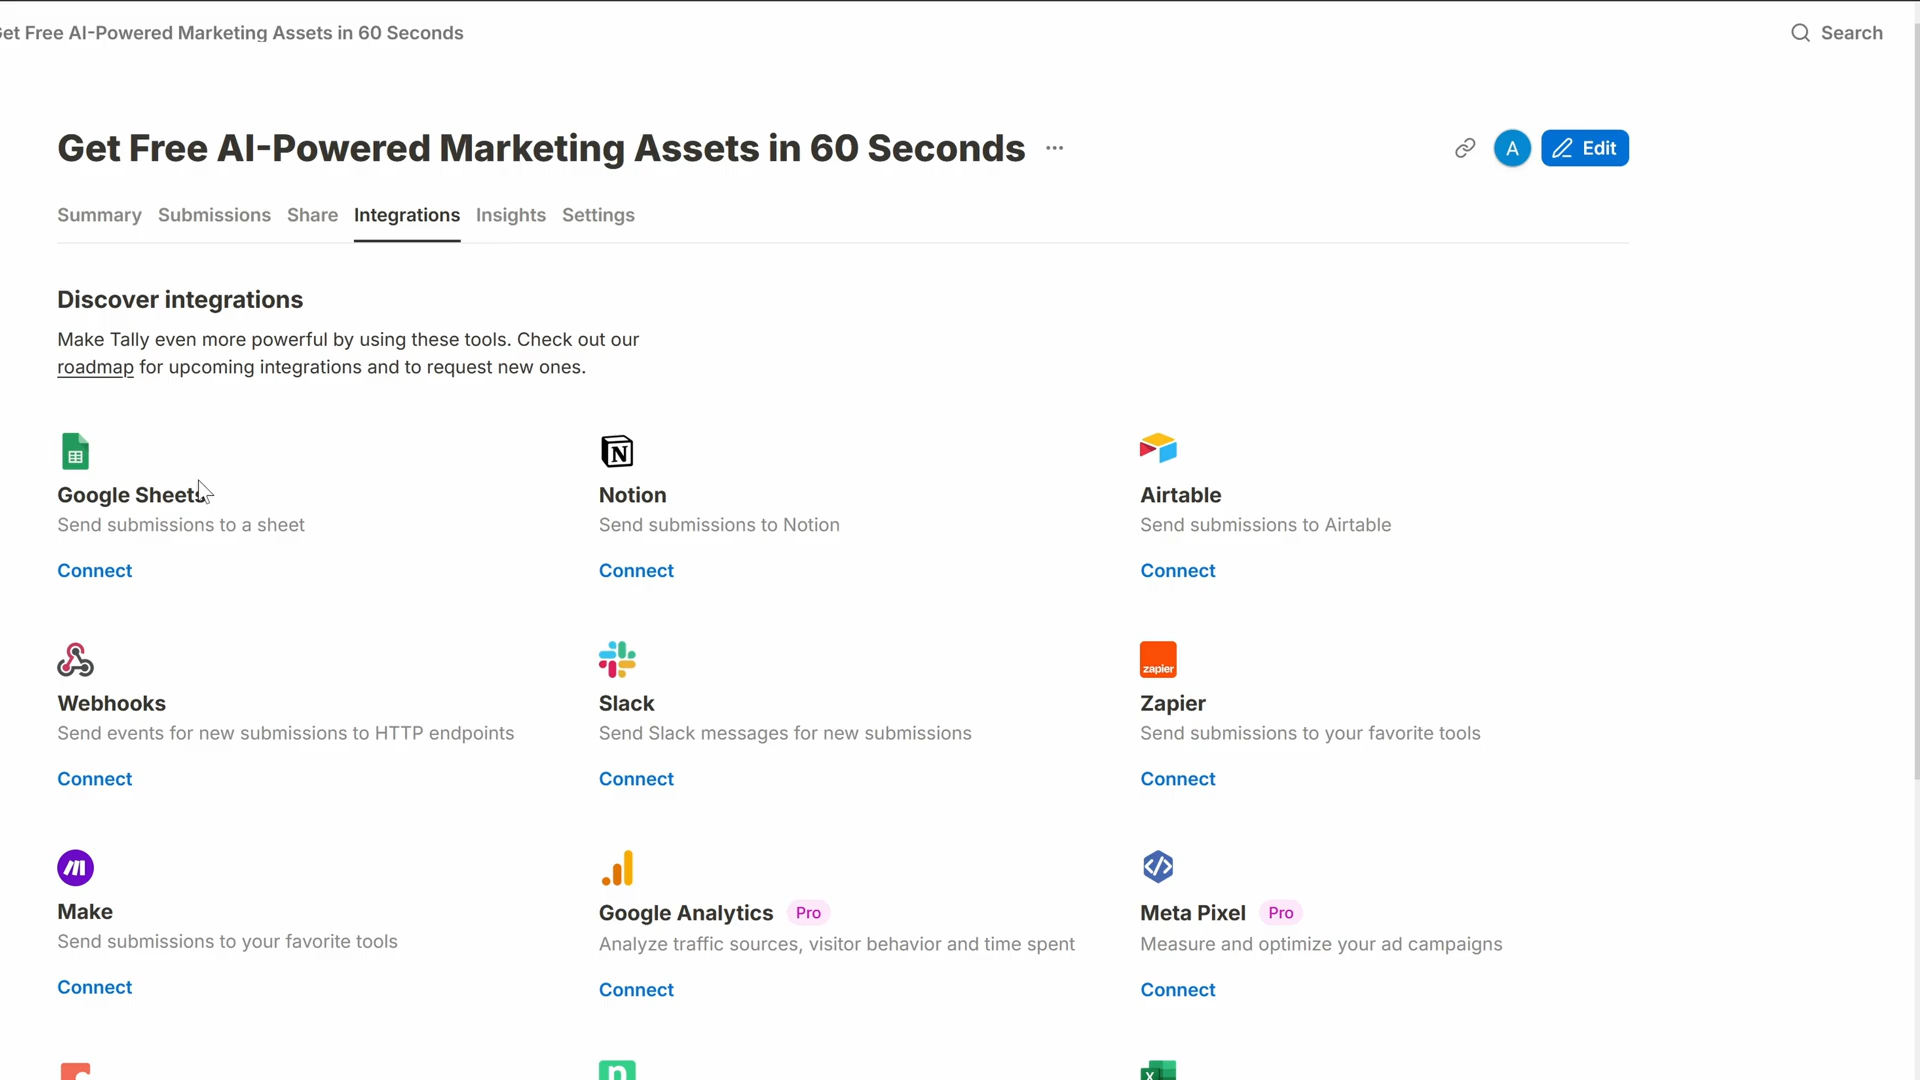 Get Free AI-Powered Marketing Assets in 60 Seconds
Search
Get Free AI-Powered Marketing Assets in 60 Seconds ...
A
Edit
Summary Submissions Share Integrations Insights Settings
Discover integrations
Make Tally even more powerful by using these tools. Check out our
roadmap for upcoming integrations and to request new ones.
N
Google Sheets Notion Airtable
Send submissions to a sheet Send submissions to Notion Send submissions to Airtable
Connect Connect Connect
zapier
Webhooks Slack Zapier
Send events for new submissions to HTTP endpoints Send Slack messages for new submissions Send submissions to your favorite tools
Connect Connect Connect
Make Google Analytics Pro Meta Pixel Pro
Send submissions to your favorite tools Analyze traffic sources, visitor behavior and time spent Measure and optimize your ad campaigns
Connect Connect Connect
n X